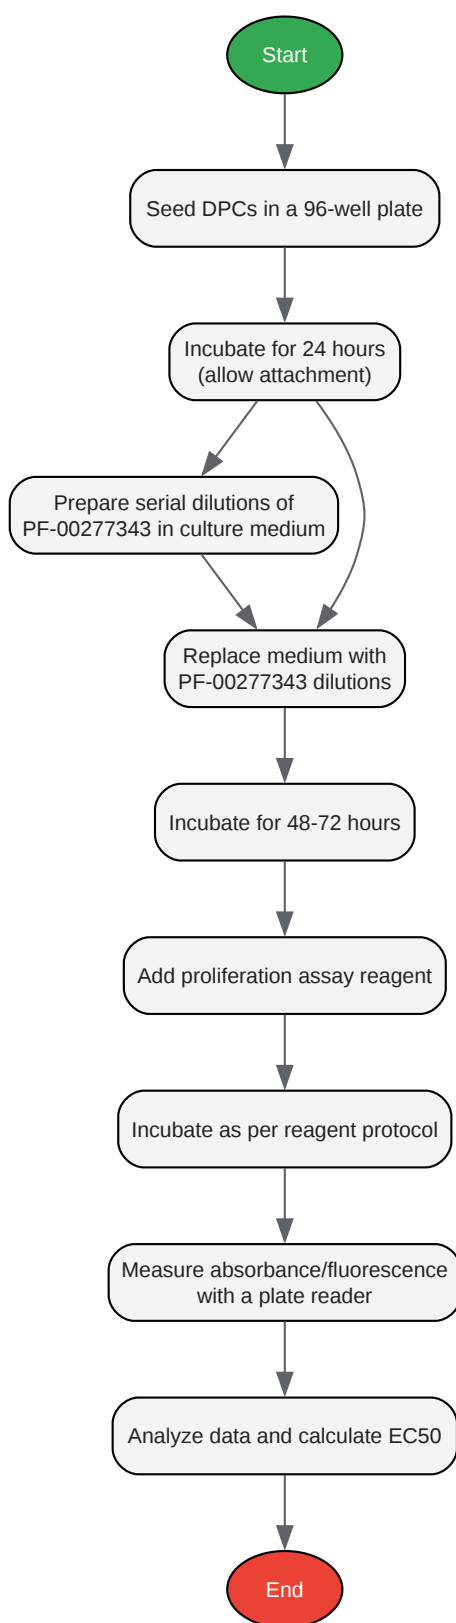 Start
Seed DPCs in a 96-well plate
Incubate for 24 hours
(allow attachment)
Prepare serial dilutions of
PF-00277343 in culture medium
Replace medium with
PF-00277343 dilutions
Incubate for 48-72 hours
Add proliferation assay reagent
Incubate as per reagent protocol
Measure absorbance/fluorescence
with a plate reader
Analyze data and calculate EC50
End